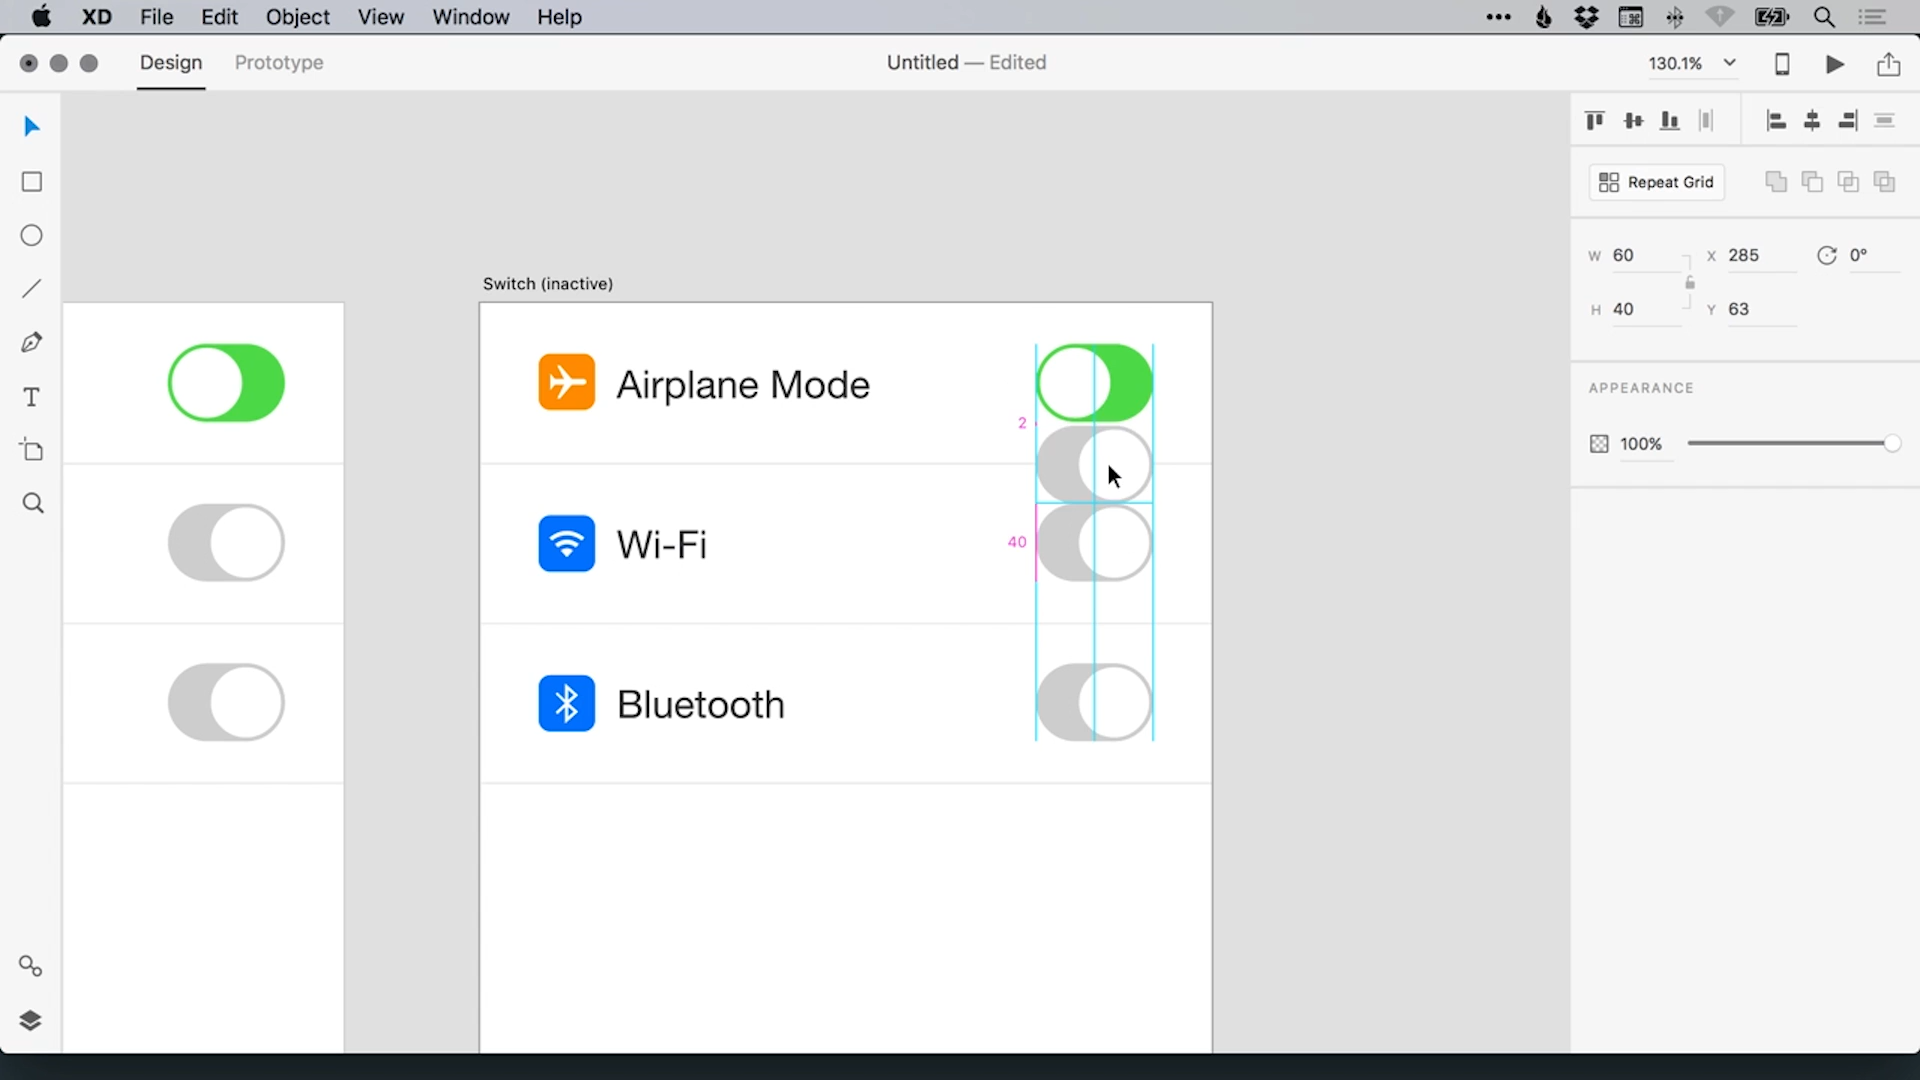 XD File Edit Object View Window Help
Design Prototype Untitled — Edited 130.1%
Repeat Grid
W 60 X 285 0°
H 40 Y 63
APPEARANCE
100%
Switch (inactive)
Airplane Mode
2
Wi-Fi
40
Bluetooth
T